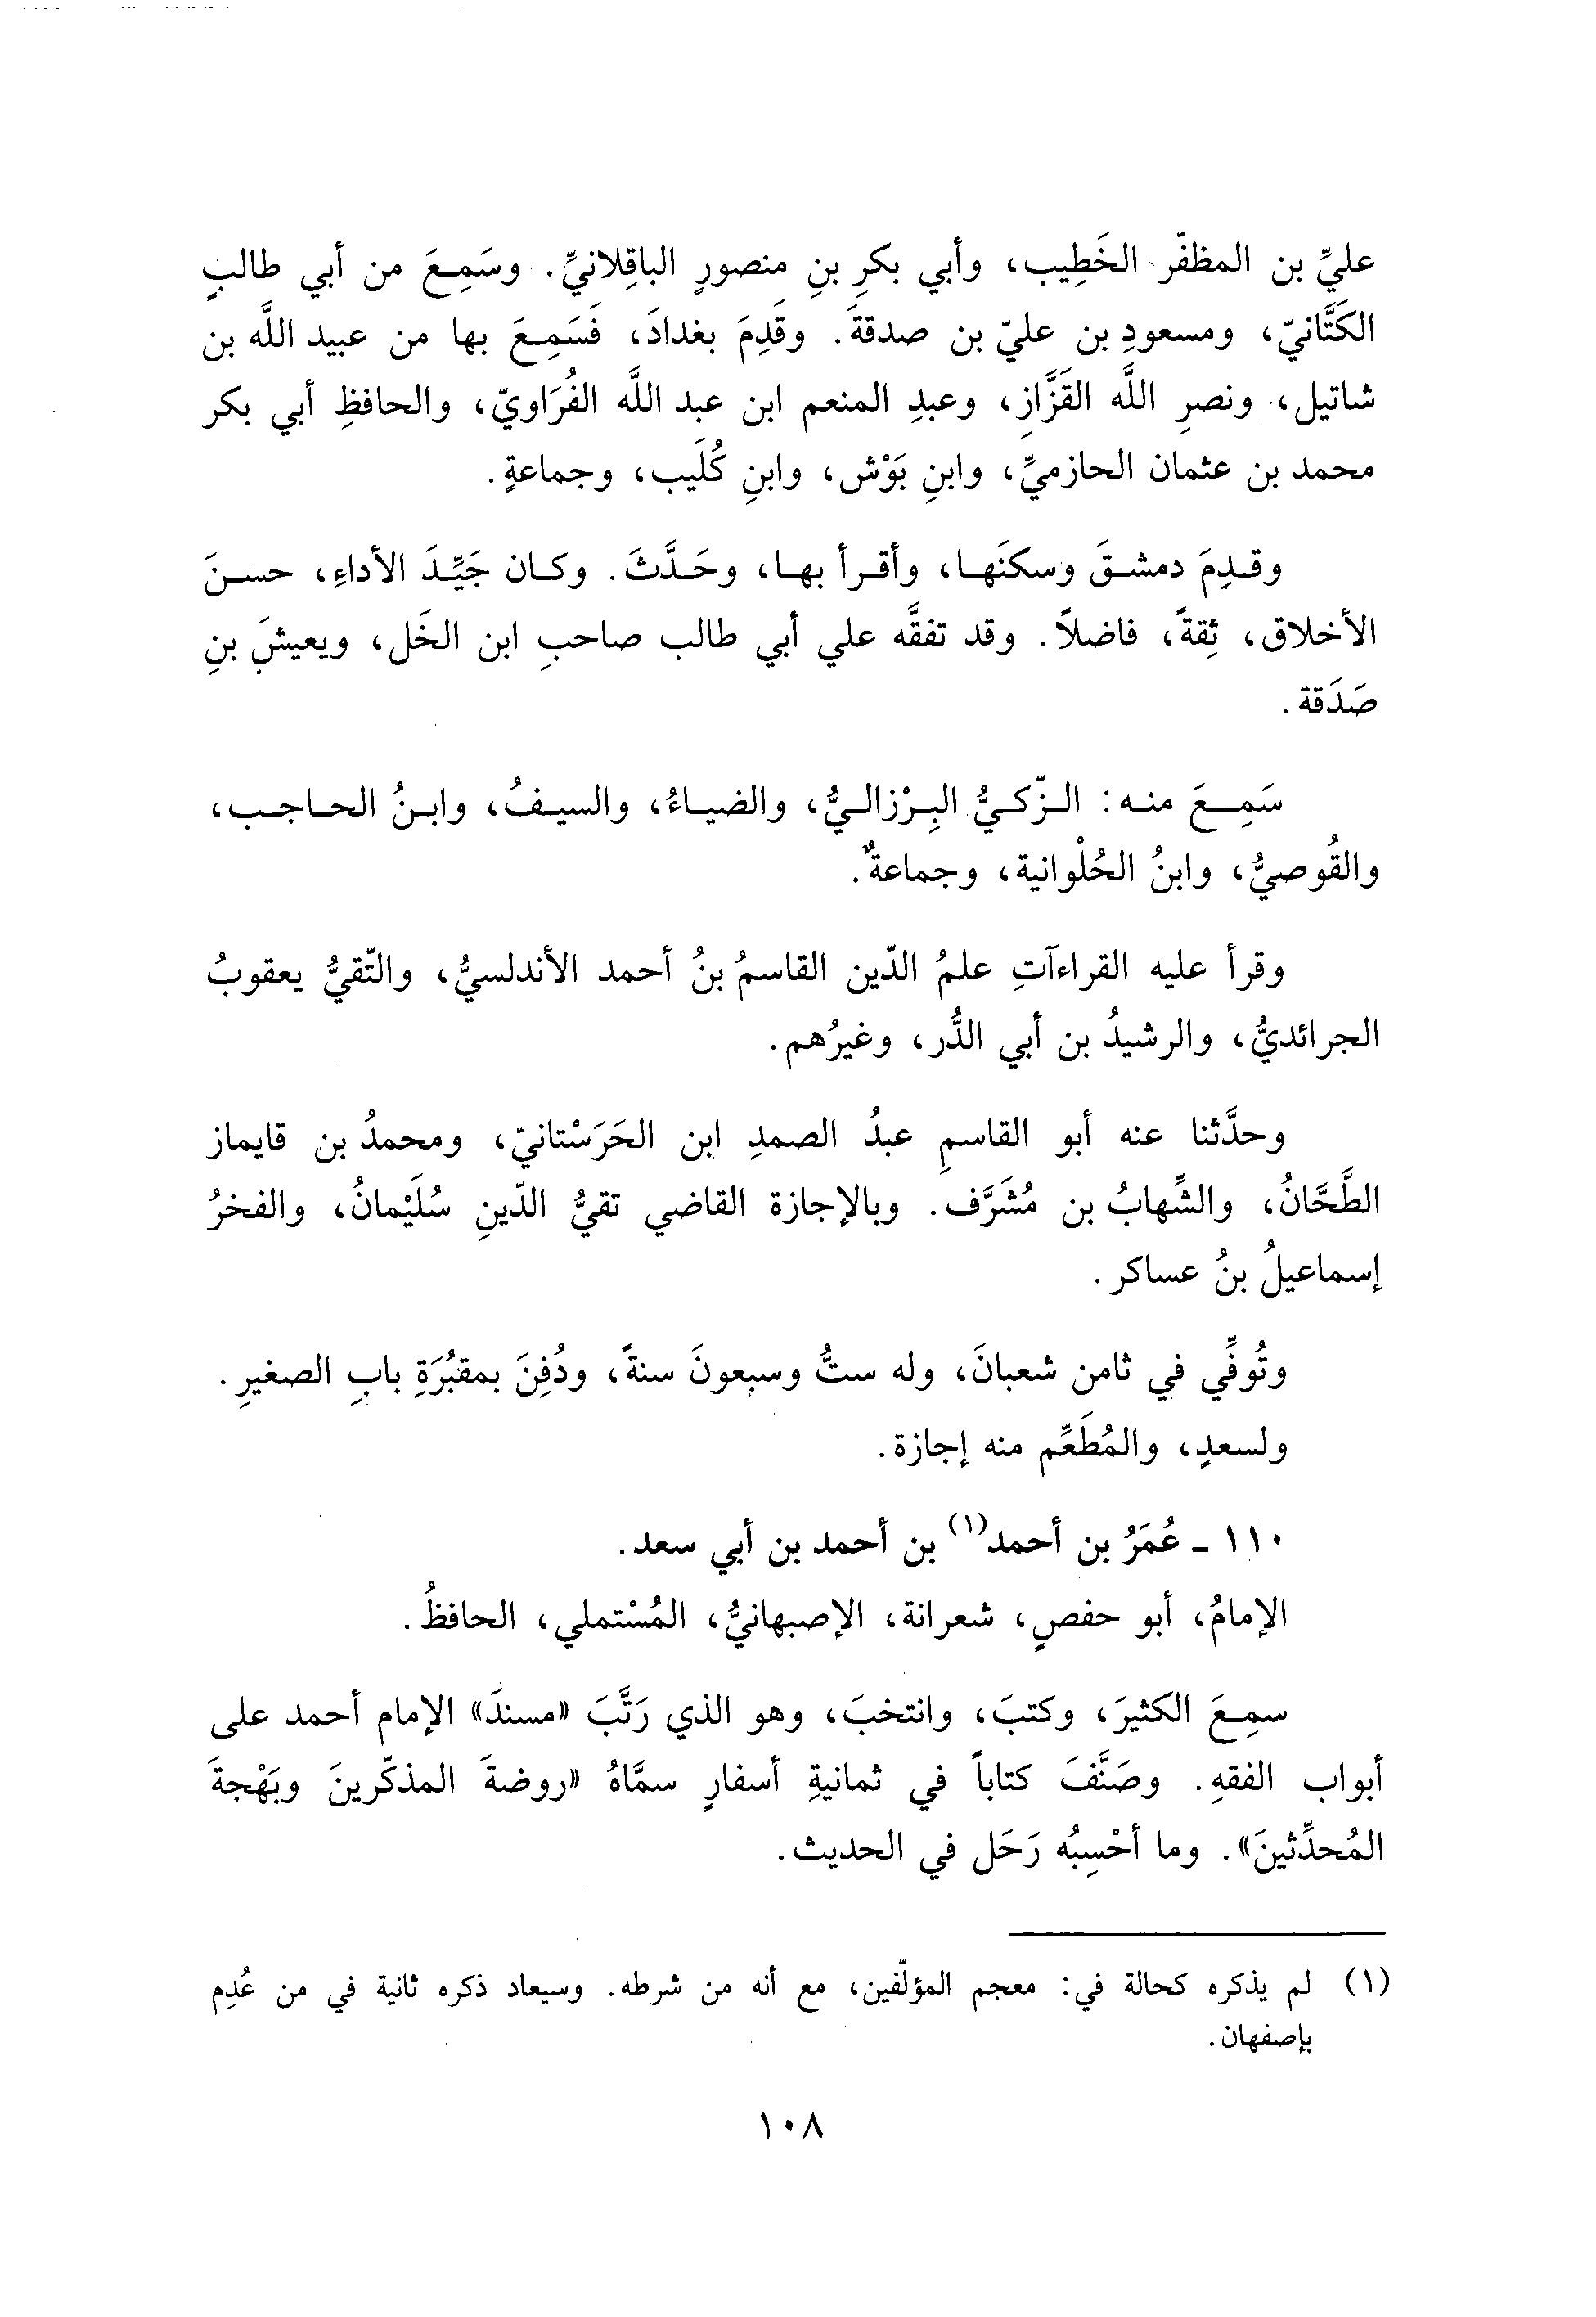 عليِّ بن المظفّر الخَطِيب، وأبي بكرِ بنِ منصورٍ الباقِلانيِّ. وسَمِعَ من أبي طالبٍ
الكَتَّانيّ، ومسعودِ بن عليّ بن صدقةَ. وقَدِمَ بغدادَ، فَسَمِعَ بها من عبيد اللَّه بن
شاتيل، ونصرِ اللَّه القَزَّازِ، وعبدِ المنعم ابن عبد اللَّه الفُرَاويّ، والحافظِ أبي بكر
محمد بن عثمان الحازميِّ، وابنِ بَوْش، وابنِ كُلَيب، وجماعةٍ.
وقدِمَ دمشقَ وسكنَها، وأقرأ بها، وحَدَّثَ. وكان جَيِّدَ الأداءِ، حسنَ
الأخلاق، ثِقةً، فاضلاً. وقد تفقَّه علي أبي طالب صاحبِ ابن الخَل، ويعيشَ بنِ
صَدَقة.
سَمِعَ منه: الزّكيُّ البِرْزاليُّ، والضياءُ، والسيفُ، وابنُ الحاجب،
والقُوصيُّ، وابنُ الحُلْوانية، وجماعةٌ.
وقرأ عليه القراءآتِ علمُ الدّين القاسمُ بنُ أحمد الأندلسيُّ، والتّقيُّ يعقوبُ
الجرائديُّ، والرشيدُ بن أبي الدُّر، وغيرُهم.
وحدَّثنا عنه أبو القاسمِ عبدُ الصمدِ ابن الحَرَسْتانيّ، ومحمدُ بن قايماز
الطَّحَّانُ، والشِّهابُ بن مُشَرَّف. وبالإجازة القاضي تقيُّ الدّينِ سُلَيْمانُ، والفخرُ
إسماعيلُ بنُ عساكر.
وتُوفِّي في ثامن شعبانَ، وله ستُّ وسبعونَ سنةً، ودُفِنَ بمقبُرَةِ بابِ الصغيرِ.
ولسعدٍ، والمُطَعِّم منه إجازة.
١١٠ - عُمَرُ بن أحمد(١) بن أحمد بن أبي سعد.
الإمامُ، أبو حفصٍ، شعرانة، الإصبهانيُّ، المُسْتملي، الحافظُ.
سمِعَ الكثيرَ، وكتبَ، وانتخبَ، وهو الذي رَتَّبَ «مسندَ» الإمام أحمد على
أبواب الفقهِ. وصَنَّفَ كتاباً في ثمانيةِ أسفارٍ سمَّاهُ «روضةَ المذكّرينَ وبَهْجةَ
المُحدِّثينَ». وما أحْسِبُه رَحَل في الحديث.
(١) لم يذكره كحالة في: معجم المؤلّفين، مع أنه من شرطه. وسيعاد ذكره ثانية في من عُدِم
بإصفهان.
١٠٨